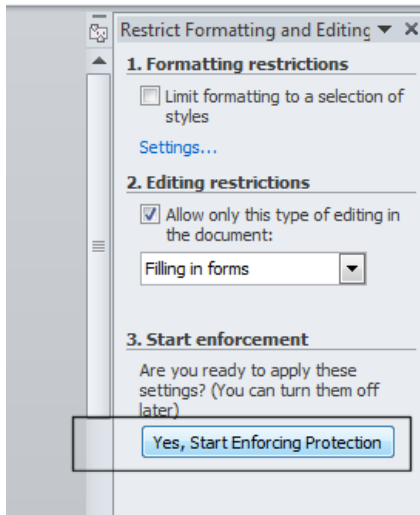 Restrict Formatting and Editing
1. Formatting restrictions
Limit formatting to a selection of
styles
Settings...
2. Editing restrictions
Allow only this type of editing in
the document:
Filling in forms
3. Start enforcement
Are you ready to apply these
settings? (You can turn them off
later)
Yes, Start Enforcing Protection